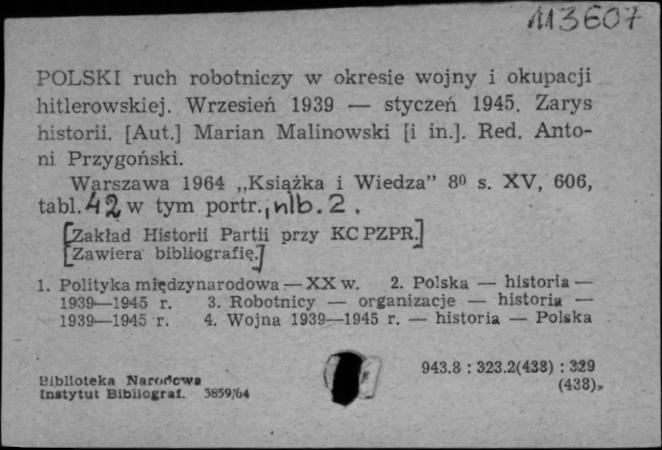 113607
POLSKI ruch robotniczy w okresie wojny i okupacji
hitlerowskiej. Wrzesień 1939 — styczeń 1945. Zarys
historii. [Aut.] Marian Malinowski [i in.]. Red. Anto-
ni Przygoński.
Warszawa 1964 „Książka i Wiedza” 8⁰ s. XV, 606,
tabl. 42 w tym portr., nlb. 2.
[Zakład Historii Partii przy KC PZPR.]
[Zawiera bibliografię.]
1. Polityka międzynarodowa — XX w. 2. Polska — historia —
1939—1945 r. 3. Robotnicy — organizacje — historia —
1939—1945 r. 4. Wojna 1939—1945 r. — historia — Polska
943.8 : 323.2(438) : 329
(438).
Biblioteka Narodowa
Instytut Bibliograf. 3859/64